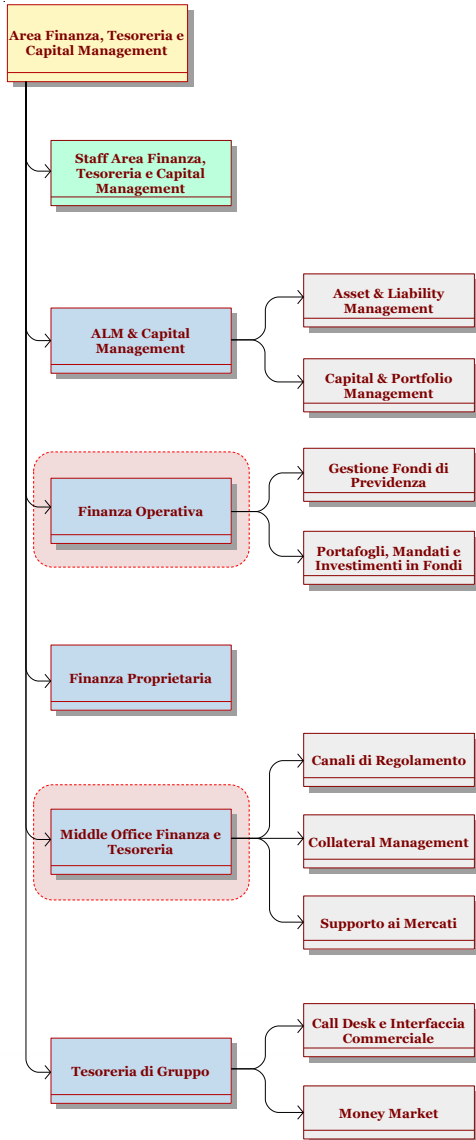 Area Finanza, Tesoreria e
Capital Management
Staff Area Finanza,
Tesoreria e Capital
Management
ALM & Capital
Management
Asset & Liability
Management
Capital & Portfolio
Management
Finanza Operativa
Gestione Fondi di
Previdenza
Portafogli, Mandati e
Investimenti in Fondi
Finanza Proprietaria
Middle Office Finanza e
Tesoreria
Canali di Regolamento
Collateral Management
Supporto ai Mercati
Tesoreria di Gruppo
Call Desk e Interfaccia
Commerciale
Money Market